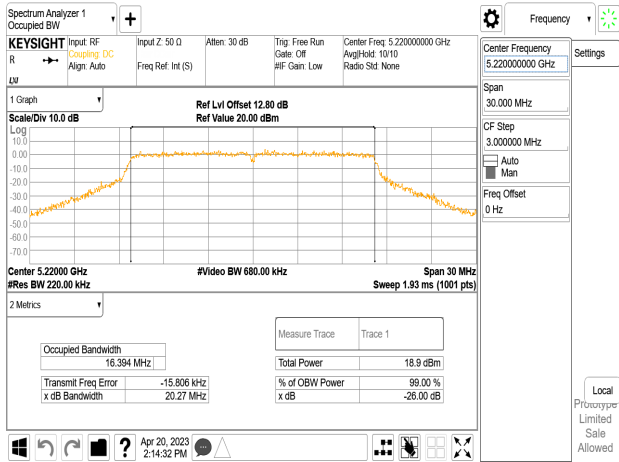 Spectrum Analyzer 1
Occupied BW
Frequency
KEYSIGHT
R
LXI
Input: RF
Coupling: DC
Align: Auto
Input Z: 50 Ω
Freq Ref: Int (S)
Atten: 30 dB
Trig: Free Run
Gate: Off
#IF Gain: Low
Center Freq: 5.220000000 GHz
Avg|Hold: 10/10
Radio Std: None
Center Frequency
5.220000000 GHz
Settings
Span
30.000 MHz
CF Step
3.000000 MHz
Auto
Man
Freq Offset
0 Hz
1 Graph
Ref Lvl Offset 12.80 dB
Scale/Div 10.0 dB
Ref Value 20.00 dBm
Log
10.0
0.00
-10.0
-20.0
-30.0
-40.0
-50.0
-60.0
-70.0
Center 5.22000 GHz
#Video BW 680.00 kHz
Span 30 MHz
#Res BW 220.00 kHz
Sweep 1.93 ms (1001 pts)
2 Metrics
Measure Trace
Trace 1
Occupied Bandwidth
16.394 MHz
Total Power
18.9 dBm
Transmit Freq Error
-15.806 kHz
% of OBW Power
99.00 %
x dB Bandwidth
20.27 MHz
x dB
-26.00 dB
Local
Prototype
Limited
Sale
Allowed
?
Apr 20, 2023
2:14:32 PM